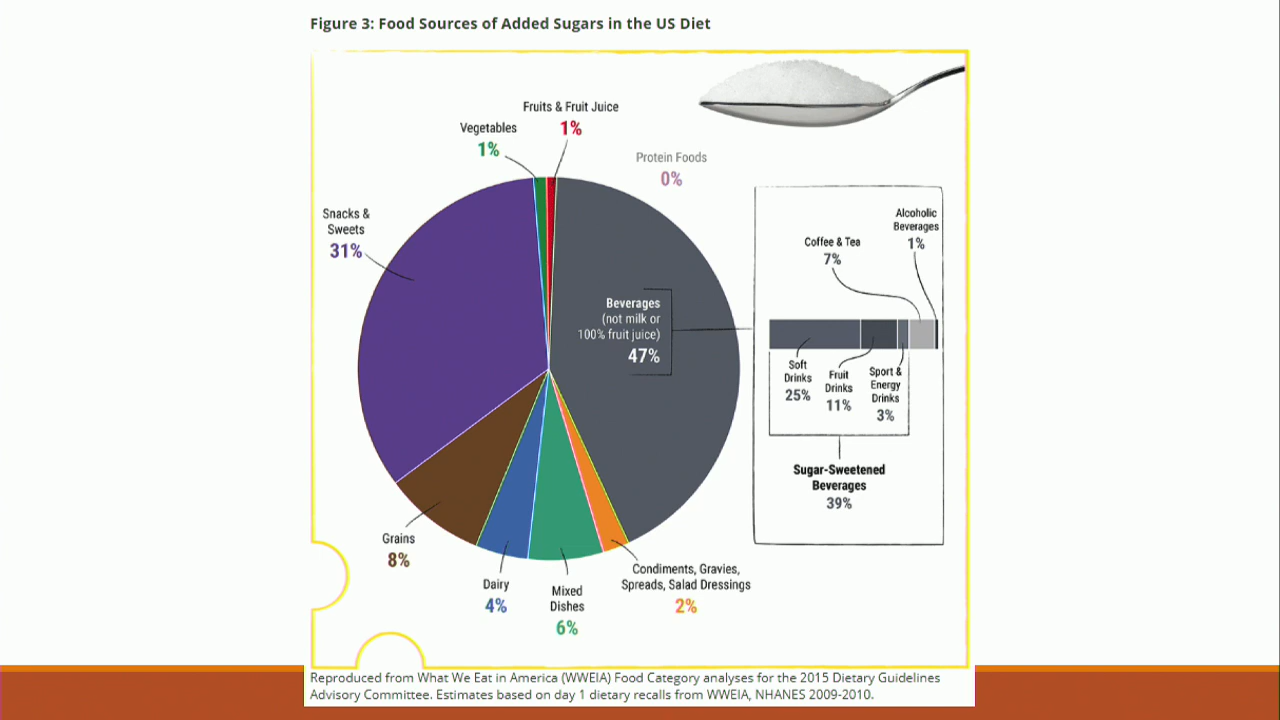 Figure 3: Food Sources of Added Sugars in the US Diet
Fruits & Fruit Juice
1%
Vegetables
1%
Protein Foods
0%
Snacks &
Sweets
31%
Beverages
(not milk or
100% fruit juice)
47%
Alcoholic
Beverages
1%
Coffee & Tea
7%
Soft
Drinks
25%
Fruit
Drinks
11%
Sport &
Energy
Drinks
3%
Sugar-Sweetened
Beverages
39%
Grains
8%
Dairy
4%
Mixed
Dishes
6%
Condiments, Gravies,
Spreads, Salad Dressings
2%
Reproduced from What We Eat in America (WWEIA) Food Category analyses for the 2015 Dietary Guidelines
Advisory Committee. Estimates based on day 1 dietary recalls from WWEIA, NHANES 2009-2010.